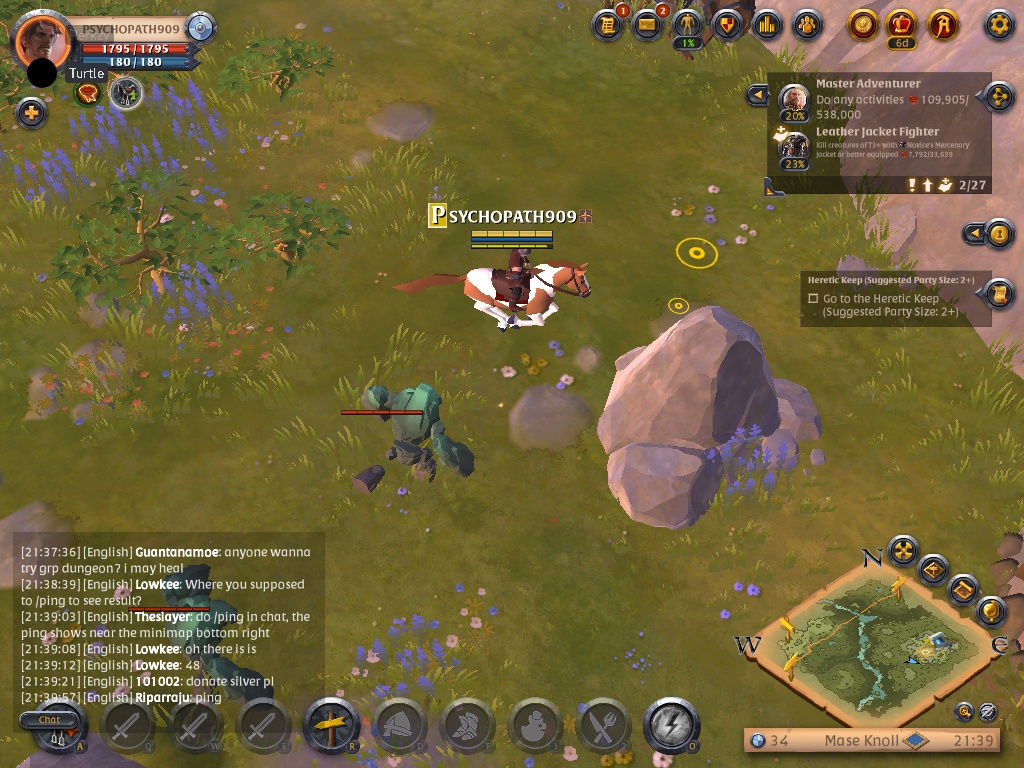 PSYCHOPATH909
1795/1795
180/180
Turtle
1
2
1%
6d
Master Adventurer
Do any activities 109,905/
538,000
20%
Leather Jacket Fighter
Kill creatures of T3+ with Novice's Mercenary
Jacket or better equipped 7,792/33,639
23%
2/27
PSYCHOPATH909
Heretic Keep (Suggested Party Size: 2+)
Go to the Heretic Keep
(Suggested Party Size: 2+)
[21:37:36] [English] Guantanamoe: anyone wanna
try grp dungeon? i may heal
[21:38:39] [English] Lowkee: Where you supposed
to /ping to see result?
[21:39:03] [English] Theslayer: do /ping in chat, the
ping shows near the minimap bottom right
[21:39:08] [English] Lowkee: oh there is is
[21:39:12] [English] Lowkee: 48
[21:39:21] [English] 101002: donate silver pl
[21:39:57] [English] Riparraju: ping
Chat
A
Q
W
E
R
D
F
1
2
O
N
W
E
34
Mase Knoll
21:39